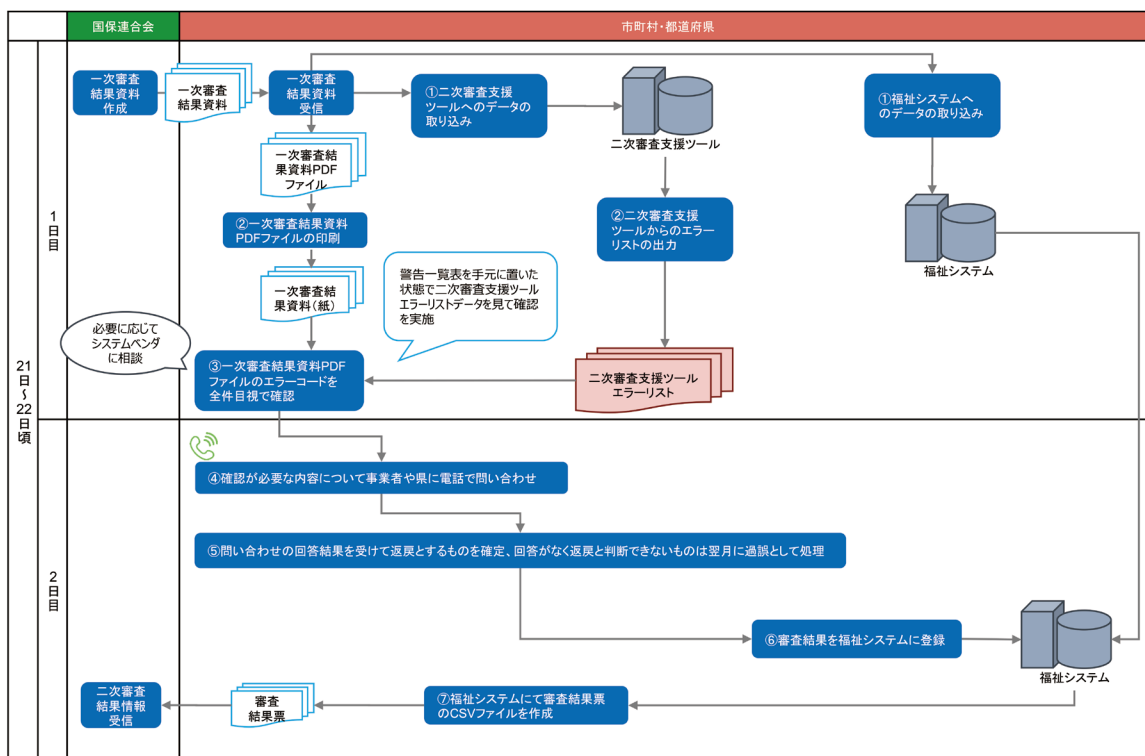 国保連合会
市町村・都道府県
21日
～
22日頃
1日目
一次審査
結果資料
作成
一次審査
結果資料
一次審査
結果資料
受信
①二次審査支援
ツールへのデータの
取り込み
二次審査支援ツール
①福祉システムへ
のデータの取り込み
福祉システム
一次審査結
果資料PDF
ファイル
②一次審査結果資料
PDFファイルの印刷
②二次審査支援
ツールからのエラー
リストの出力
一次審査結
果資料(紙)
警告一覧表を手元に置いた
状態で二次審査支援ツール
エラーリストデータを見て確認
を実施
必要に応じて
システムベンダ
に相談
③一次審査結果資料PDF
ファイルのエラーコードを
全件目視で確認
二次審査支援ツール
エラーリスト
2日目
④確認が必要な内容について事業者や県に電話で問い合わせ
⑤問い合わせの回答結果を受けて返戻とするものを確定、回答がなく返戻と判断できないものは翌月に過誤として処理
⑥審査結果を福祉システムに登録
福祉システム
⑦福祉システムにて審査結果票
のCSVファイルを作成
審査
結果票
二次審査
結果情報
受信